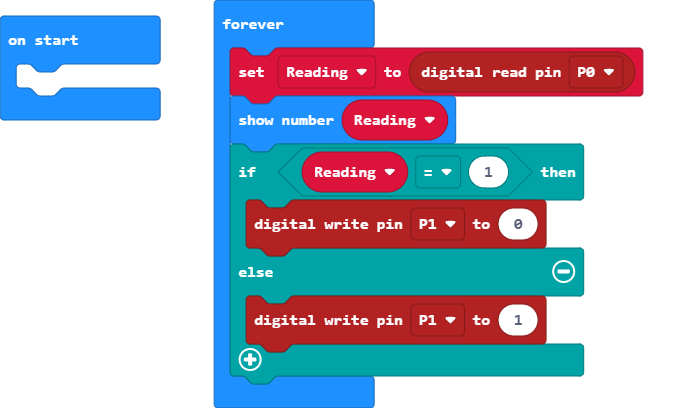 forever
on start
set Reading to digital read pin P0
show number Reading
if Reading = 1 then
digital write pin P1 to 0
else
digital write pin P1 to 1